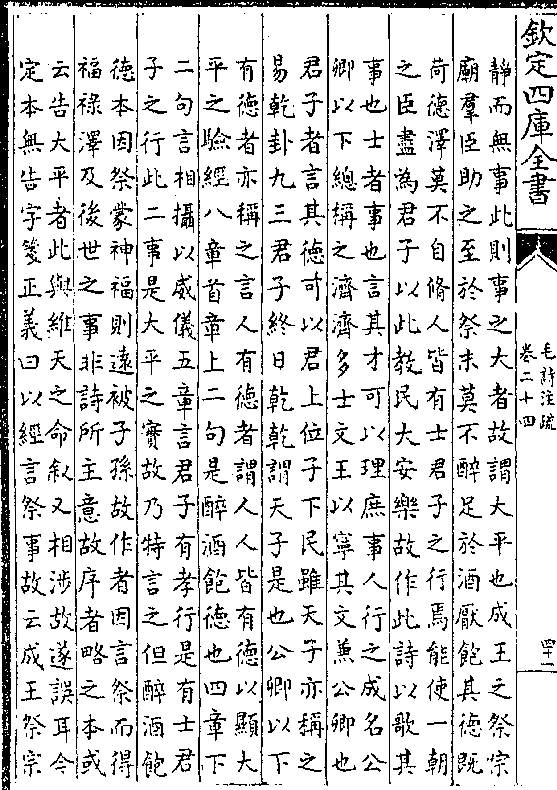 欽定四庫全書
毛詩注疏
卷二十四
四十一
靜而無事此則事之大者故謂大平也成王之祭宗
廟羣臣助之至於祭末莫不醉足於酒厭飽其德既
荷德澤莫不自脩人皆有士君子之行焉能使一朝
之臣盡為君子以此教民大安樂故作此詩以歌其
事也士者事也言其才可以理庶事人行之成名公
卿以下總稱之濟濟多士文王以寧其文兼公卿也
君子者言其德可以君上位子下民雖天子亦稱之
易乾卦九三君子終日乾乾謂天子是也公卿以下
有德者亦稱之言人有德者謂人人皆有德以顯大
平之驗經八章首章上二句是醉酒飽德也四章下
二句言相攝以威儀五章言君子有孝行是有士君
子之行此二事是大平之實故乃特言之但醉酒飽
德本因祭蒙神福則遠被子孫故作者因言祭而得
福祿澤及後世之事非詩所主意故序者略之本或
云告大平者此與維天之命叙又相涉故遂誤耳今
定本無告字箋正義曰以經言祭事故云成王祭宗